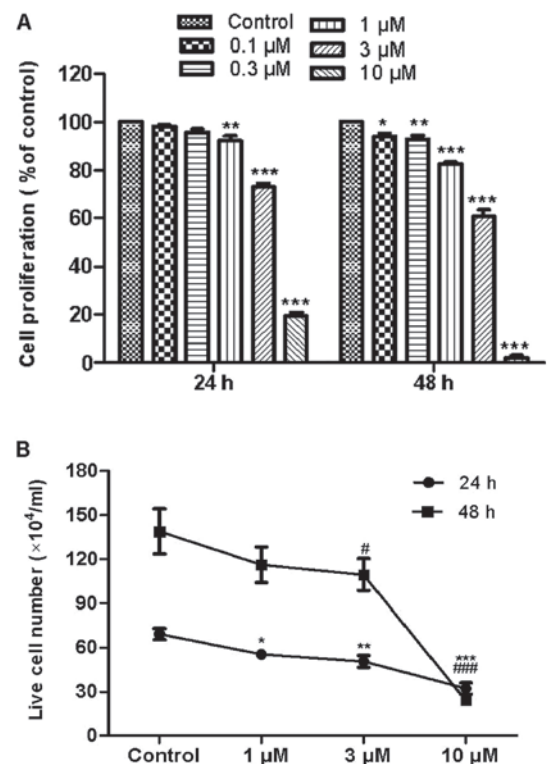 A
Control
0.1 µM
0.3 µM
1 µM
3 µM
10 µM
Cell proliferation ( %of control)
120
100
80
60
40
20
0
**
***
***
*
**
***
***
***
24 h
48 h
B
Live cell number (×10⁴/ml)
180
150
120
90
60
30
0
24 h
48 h
#
*
**
***
###
Control
1 µM
3 µM
10 µM